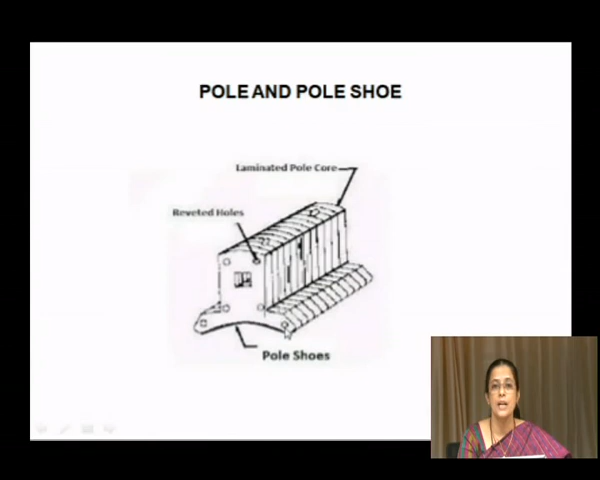 POLE AND POLE SHOE
Laminated Pole Core
Reveted Holes
Pole Shoes